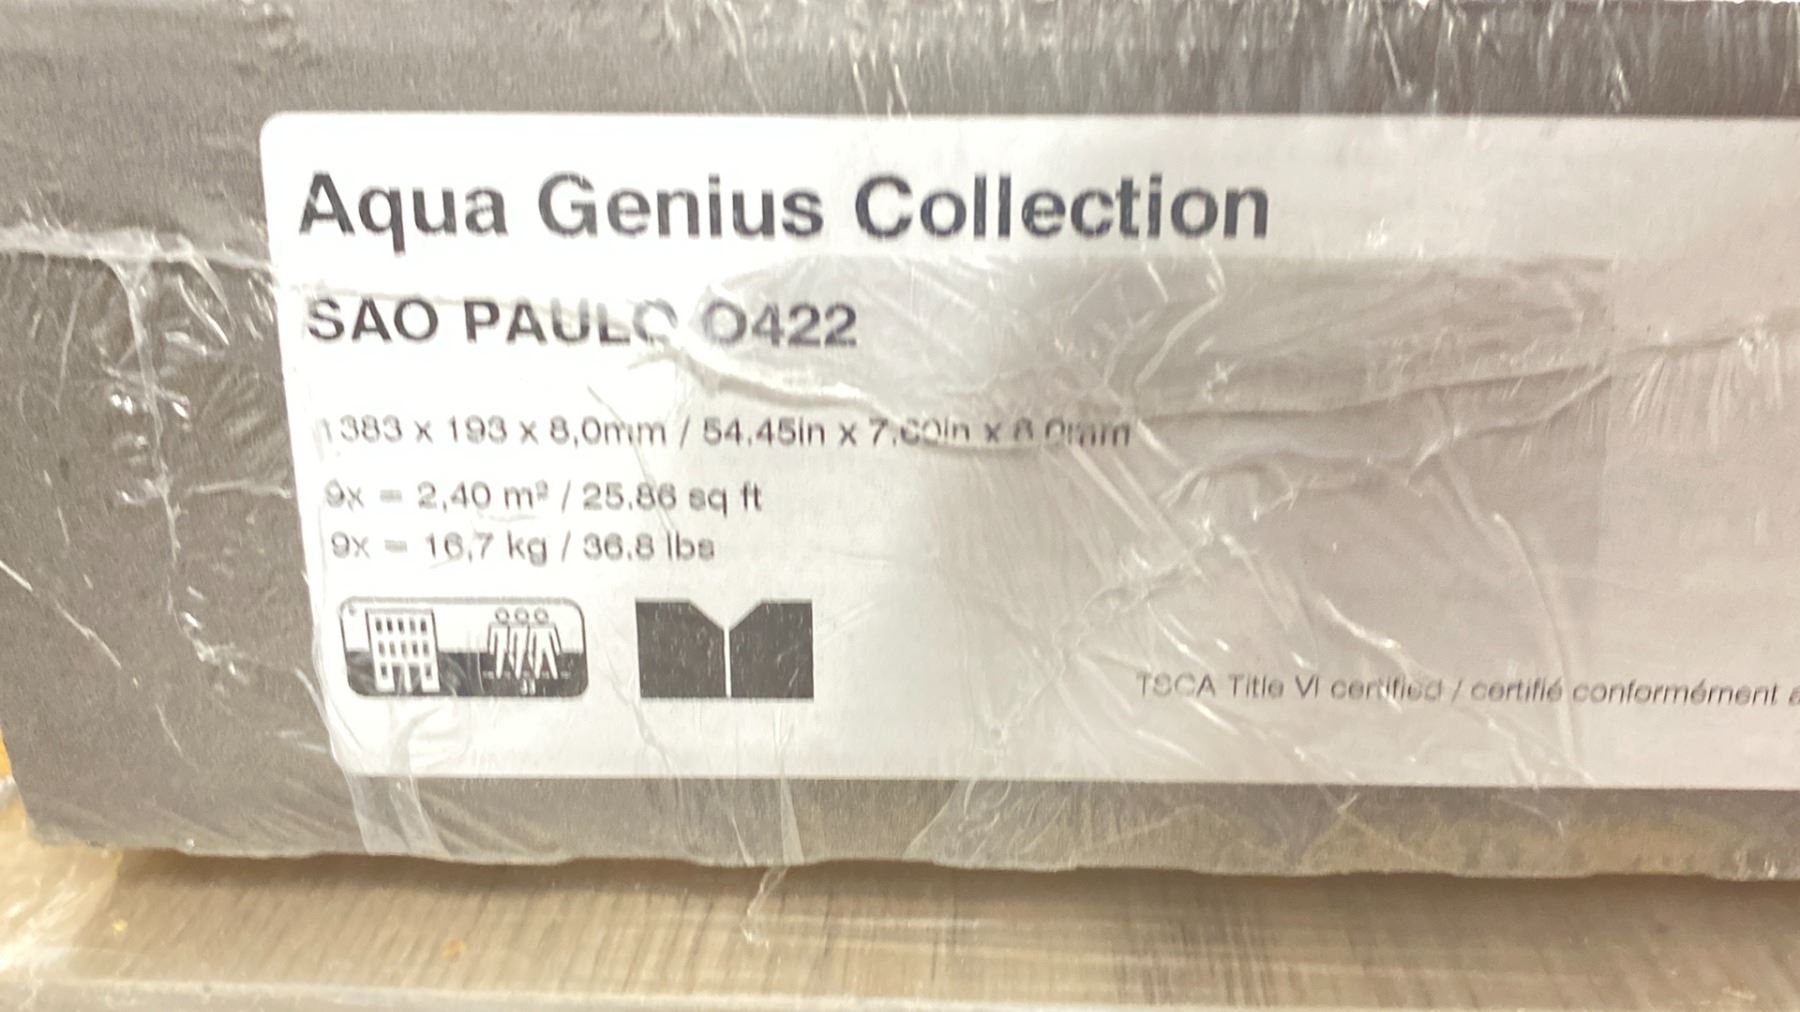 Aqua Genius Collection
SAO PAULO O422
1383 x 193 x 8,0mm / 54.45in x 7.60in x 8.0mm
9x = 2,40 m² / 25.86 sq ft
9x = 16,7 kg / 36.8 lbs
31
TSCA Title VI certified / certifié conformément